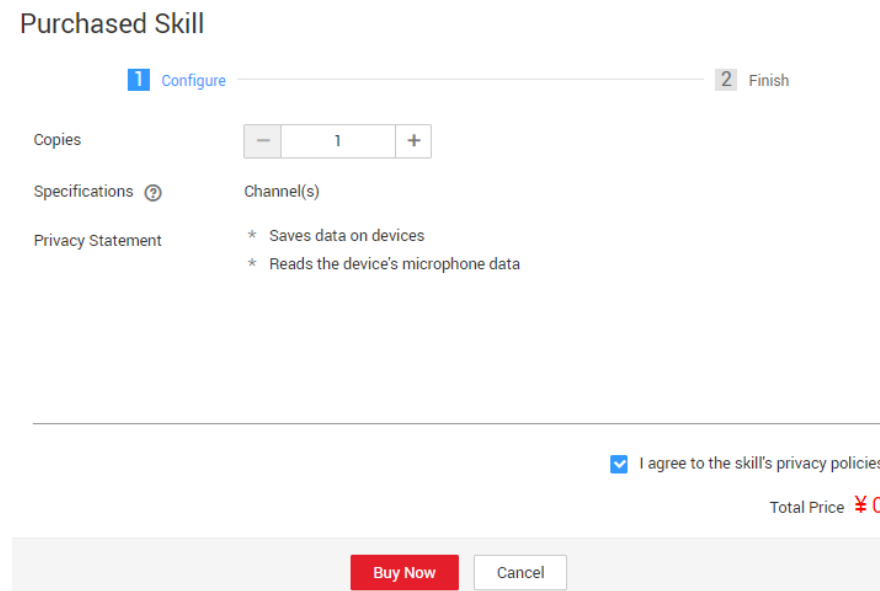 Purchased Skill
1 Configure 2 Finish
Copies − 1 +
Specifications ? Channel(s)
Privacy Statement * Saves data on devices
* Reads the device's microphone data
I agree to the skill's privacy policies
Total Price ¥ 0
Buy Now Cancel